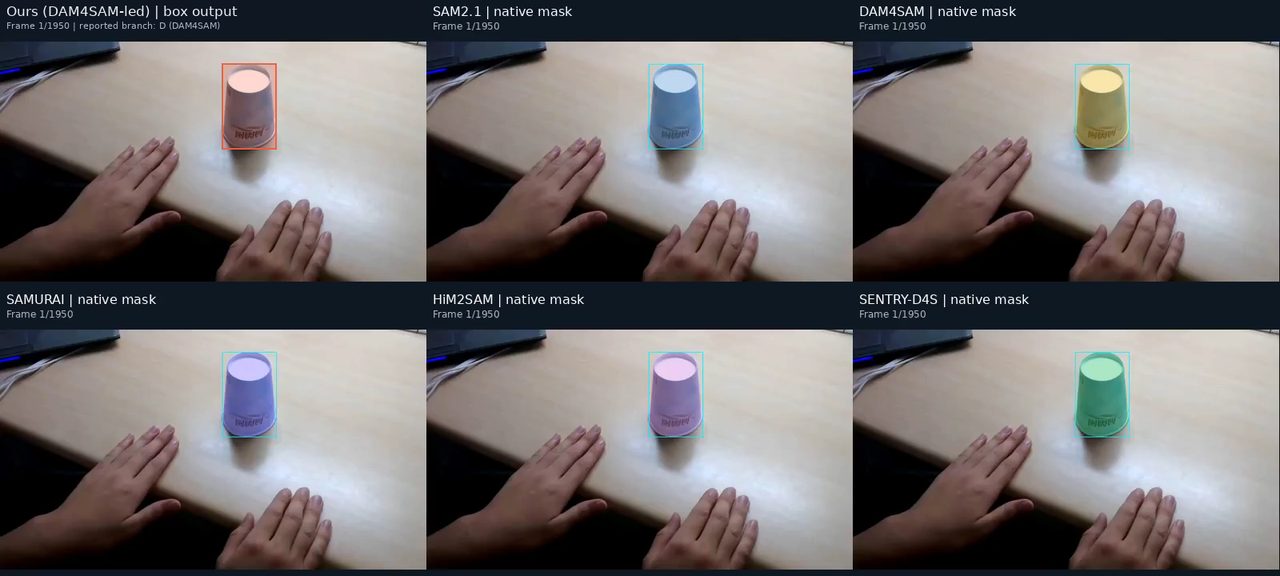 Ours (DAM4SAM-led) | box output
Frame 1/1950 | reported branch: D (DAM4SAM)
SAM2.1 | native mask
Frame 1/1950
DAM4SAM | native mask
Frame 1/1950
SAMURAI | native mask
Frame 1/1950
HiM2SAM | native mask
Frame 1/1950
SENTRY-D4S | native mask
Frame 1/1950